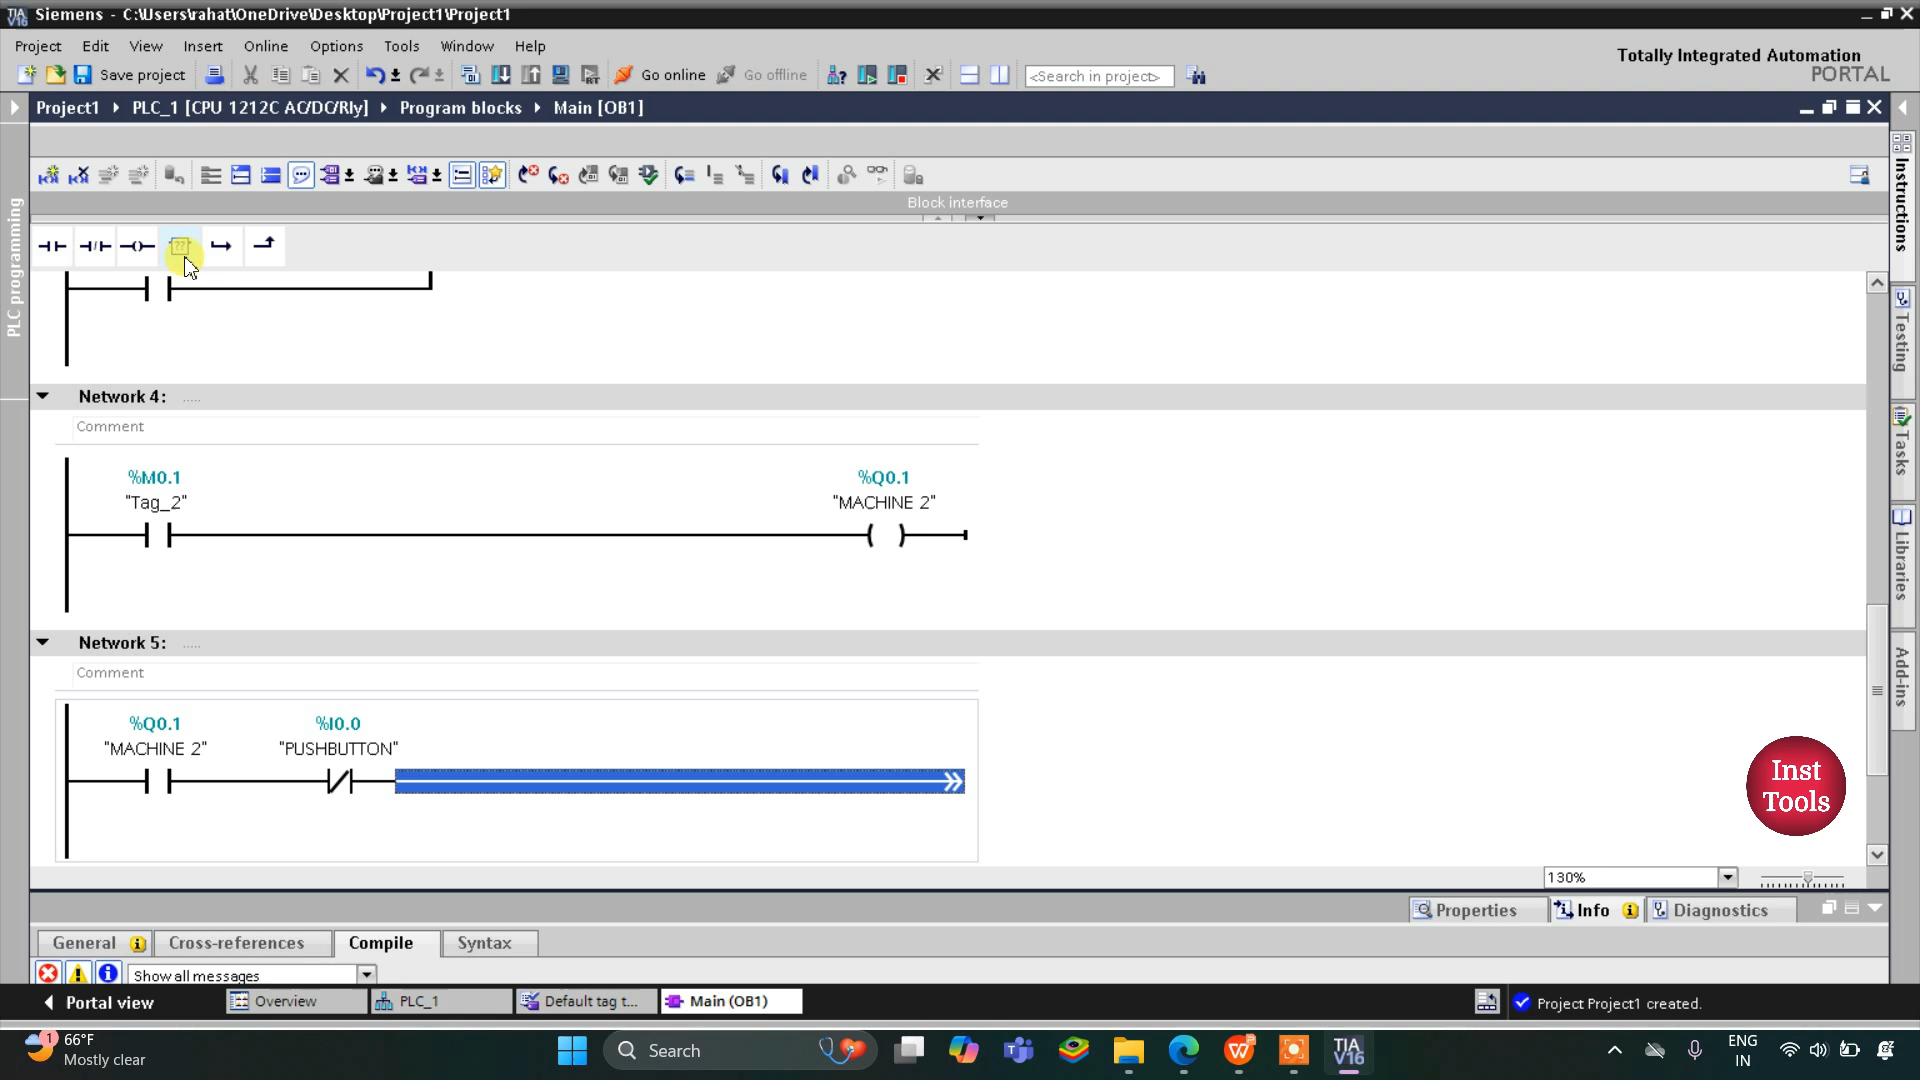 TIA V16 Siemens - C:\Users\rahat\OneDrive\Desktop\Project1\Project1
Project Edit View Insert Online Options Tools Window Help
Totally Integrated Automation
PORTAL
Save project Go online Go offline <Search in project>
Project1 PLC_1 [CPU 1212C AC/DC/Rly] Program blocks Main [OB1]
Block interface
??
PLC programming
Instructions
Testing
Tasks
Libraries
Add-ins
Network 4: .....
Comment
%M0.1
"Tag_2"
%Q0.1
"MACHINE 2"
Network 5: .....
Comment
%Q0.1
"MACHINE 2"
%I0.0
"PUSHBUTTON"
Inst
Tools
130%
Properties Info Diagnostics
General Cross-references Compile Syntax
Show all messages
Portal view Overview PLC_1 Default tag t... Main (OB1) Project Project1 created.
1 66°F
Mostly clear
Search
TIA
V16
ENG
IN